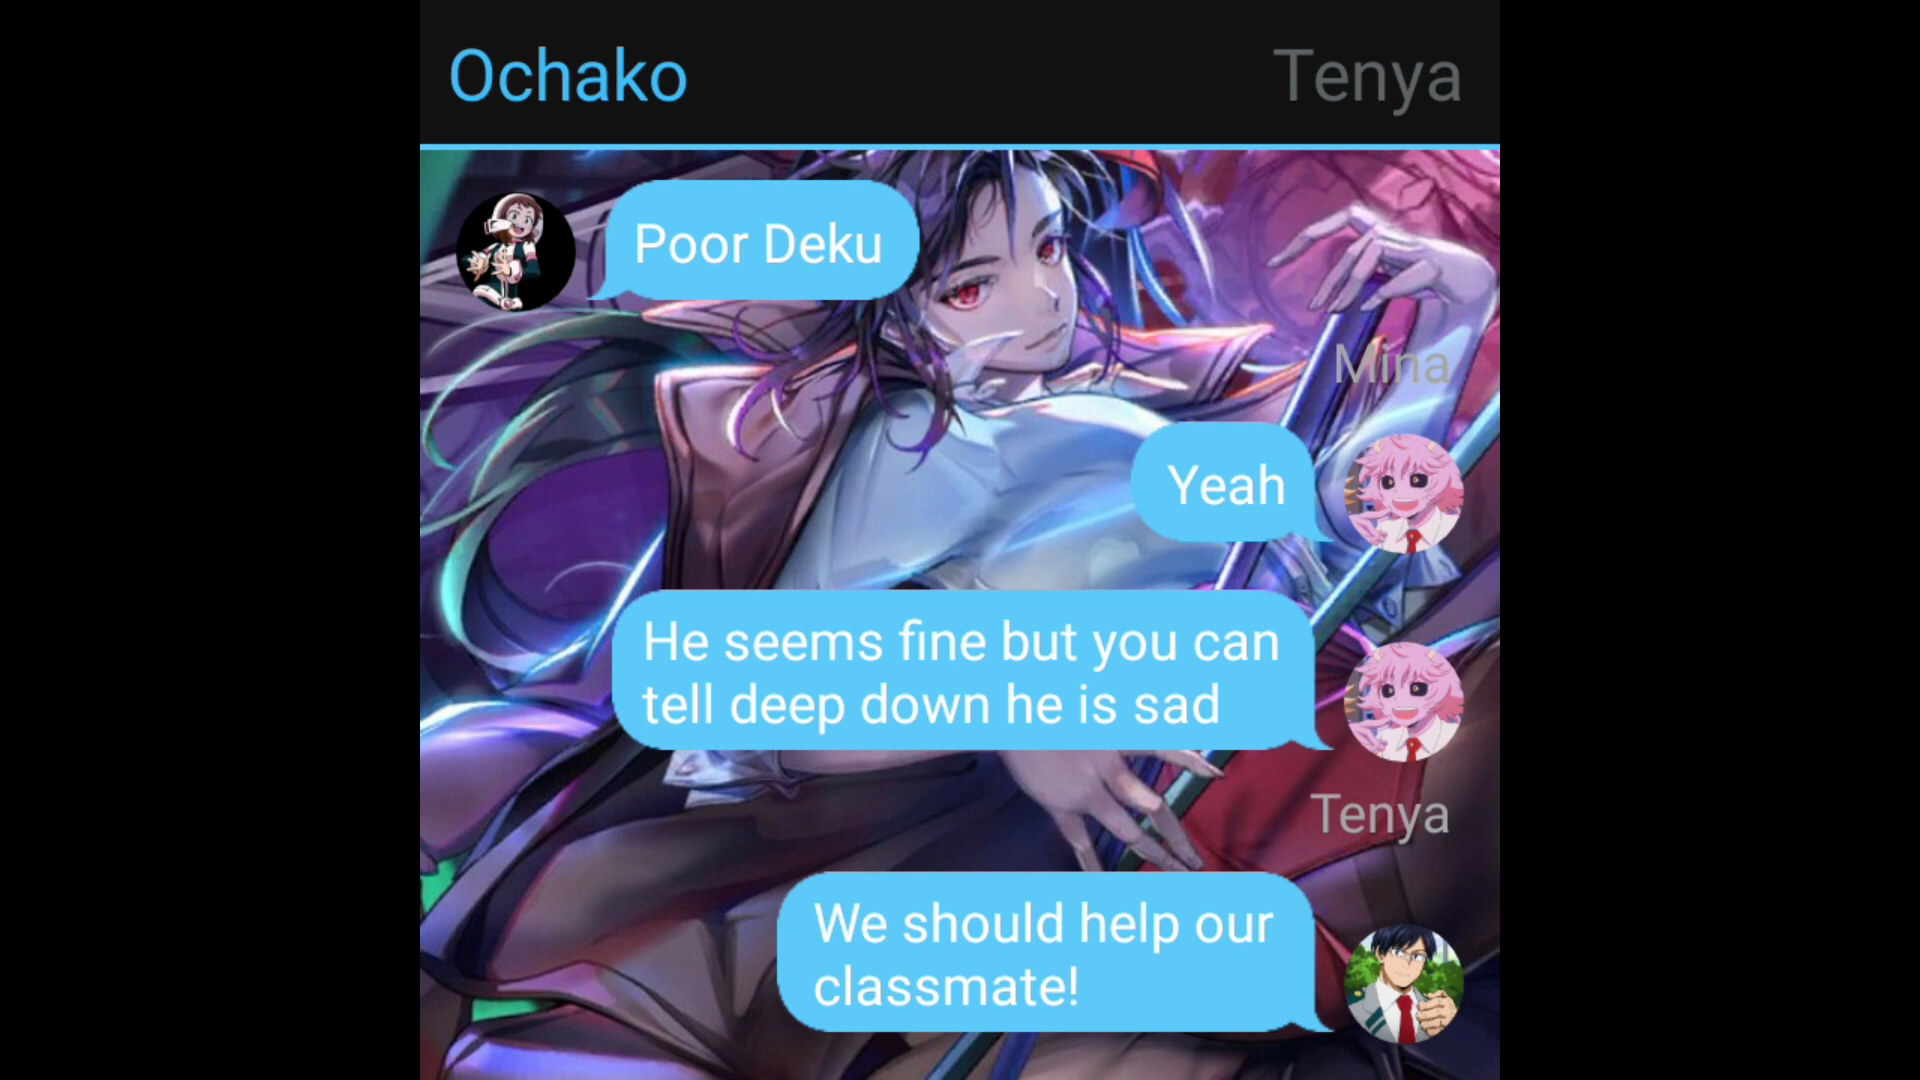 Ochako
Tenya
Poor Deku
Mina
Yeah
He seems fine but you can
tell deep down he is sad
Tenya
We should help our
classmate!